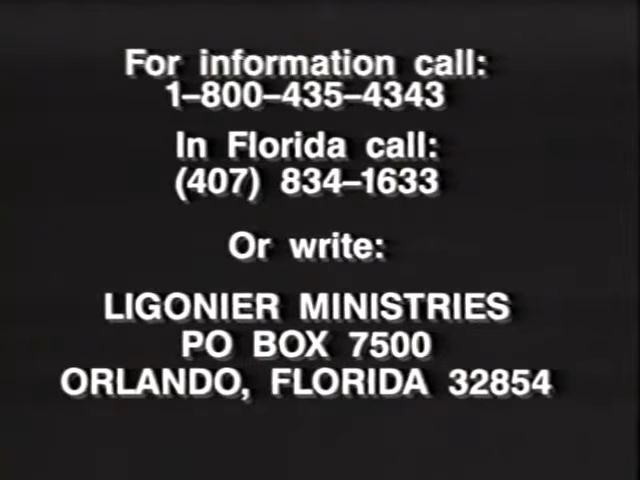 For information call:
1–800–435–4343
In Florida call:
(407) 834–1633
Or write:
LIGONIER MINISTRIES
PO BOX 7500
ORLANDO, FLORIDA 32854